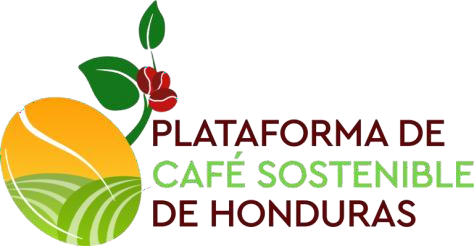 PLATAFORMA DE
CAFÉ SOSTENIBLE
DE HONDURAS